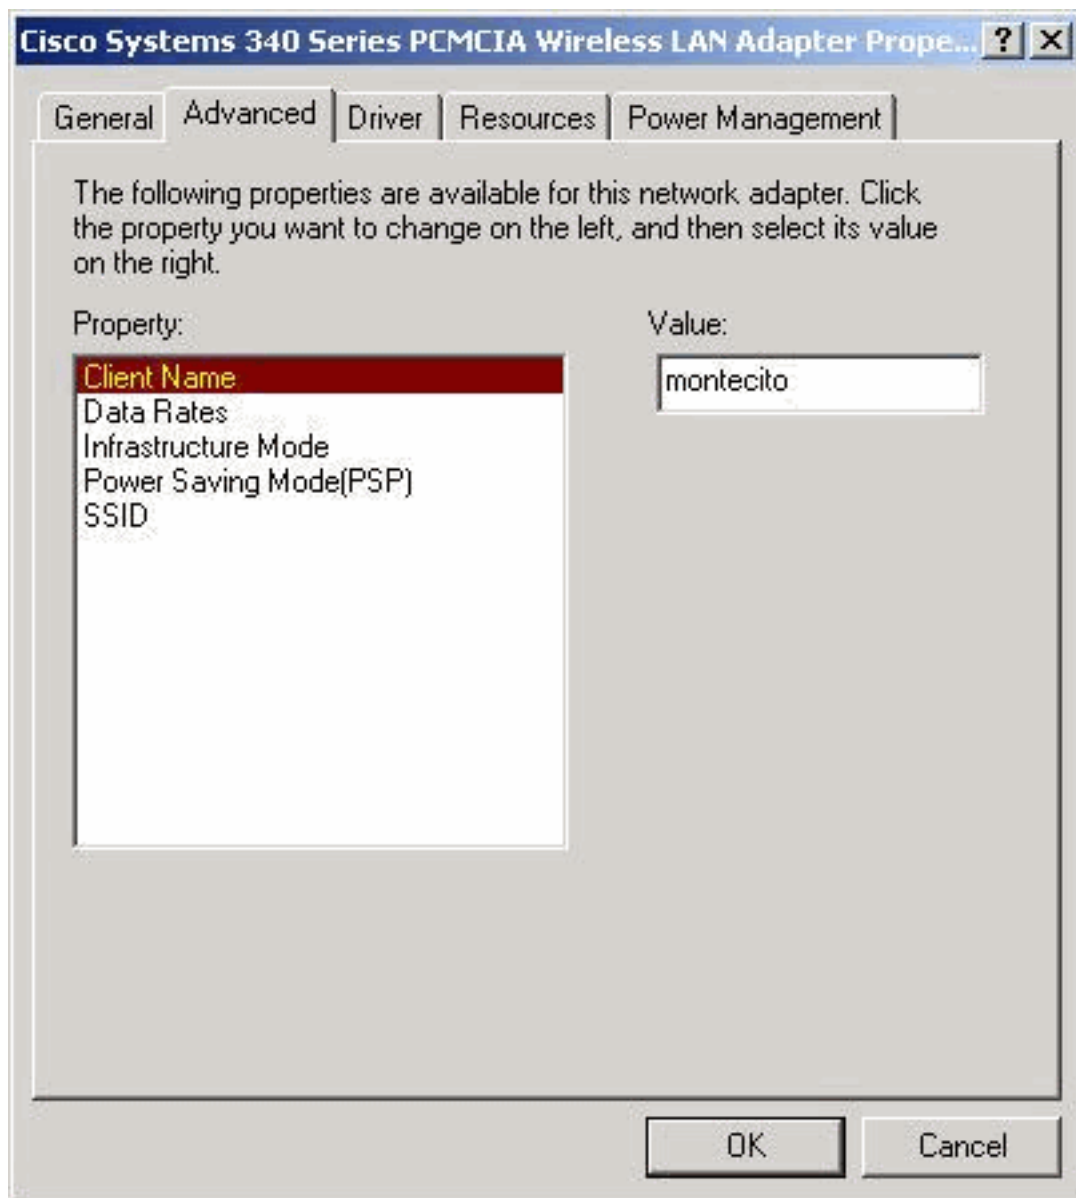 Cisco Systems 340 Series PCMCIA Wireless LAN Adapter Prope... ? X
General Advanced Driver Resources Power Management
The following properties are available for this network adapter. Click
the property you want to change on the left, and then select its value
on the right.
Property:
Client Name
Data Rates
Infrastructure Mode
Power Saving Mode(PSP)
SSID
Value:
montecito
OK Cancel